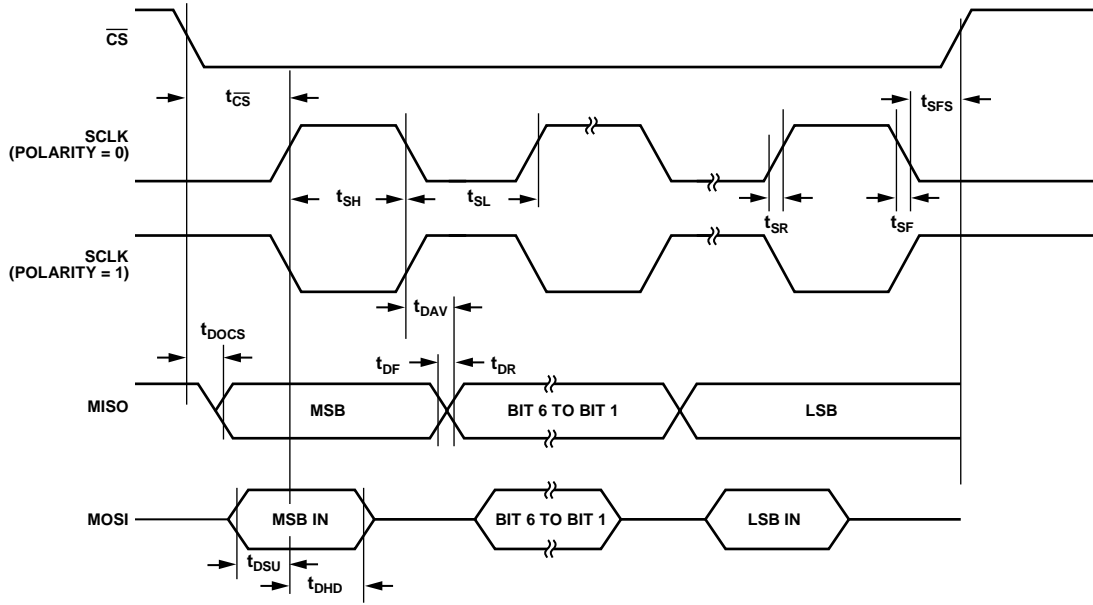 CS
tCS
tSFS
SCLK
(POLARITY = 0)
tSH
tSL
tSR
tSF
SCLK
(POLARITY = 1)
tDAV
tDOCS
tDF
tDR
MISO
MSB
BIT 6 TO BIT 1
LSB
MOSI
MSB IN
BIT 6 TO BIT 1
LSB IN
tDSU
tDHD